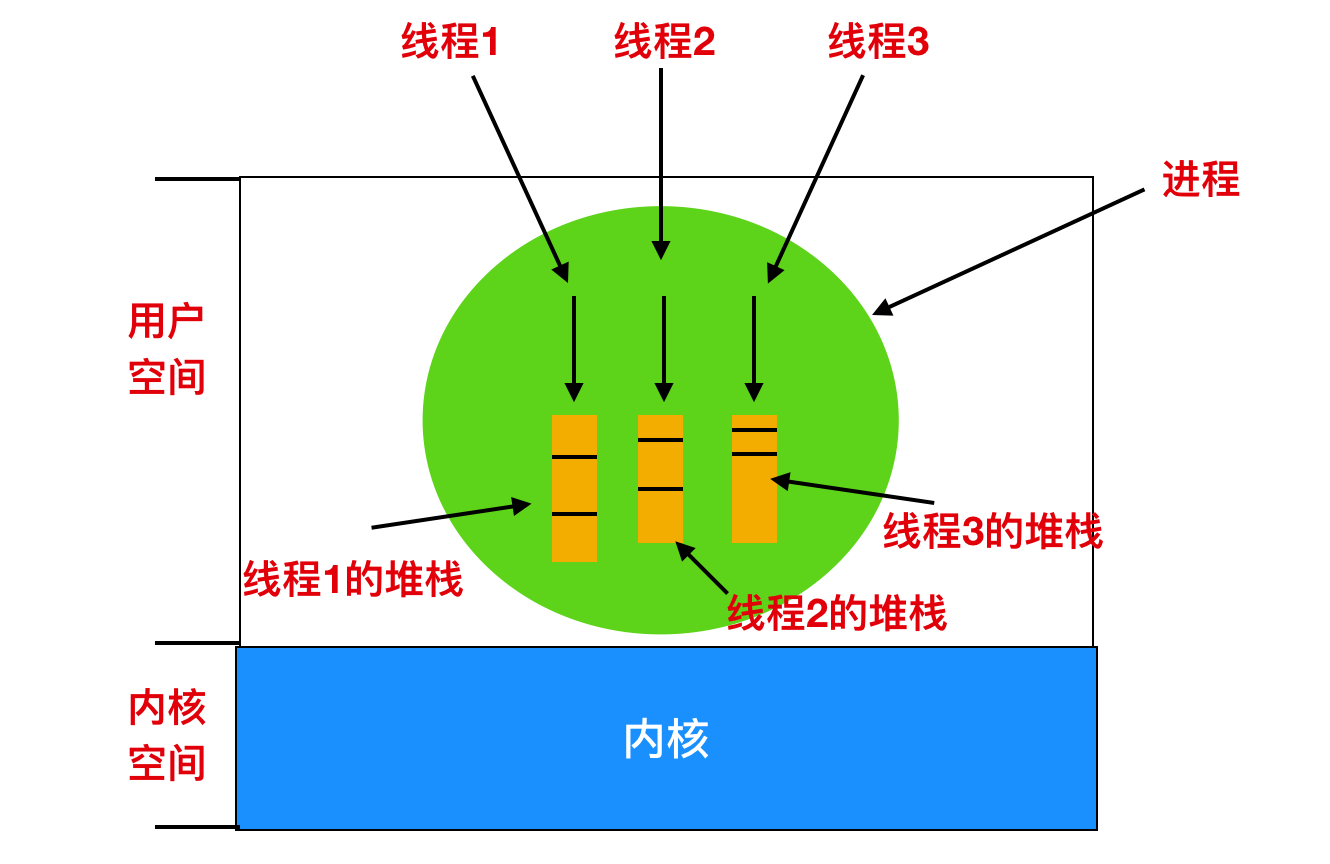 线程1
线程2
线程3
进程
用户
空间
线程3的堆栈
线程1的堆栈
线程2的堆栈
内核
空间
内核